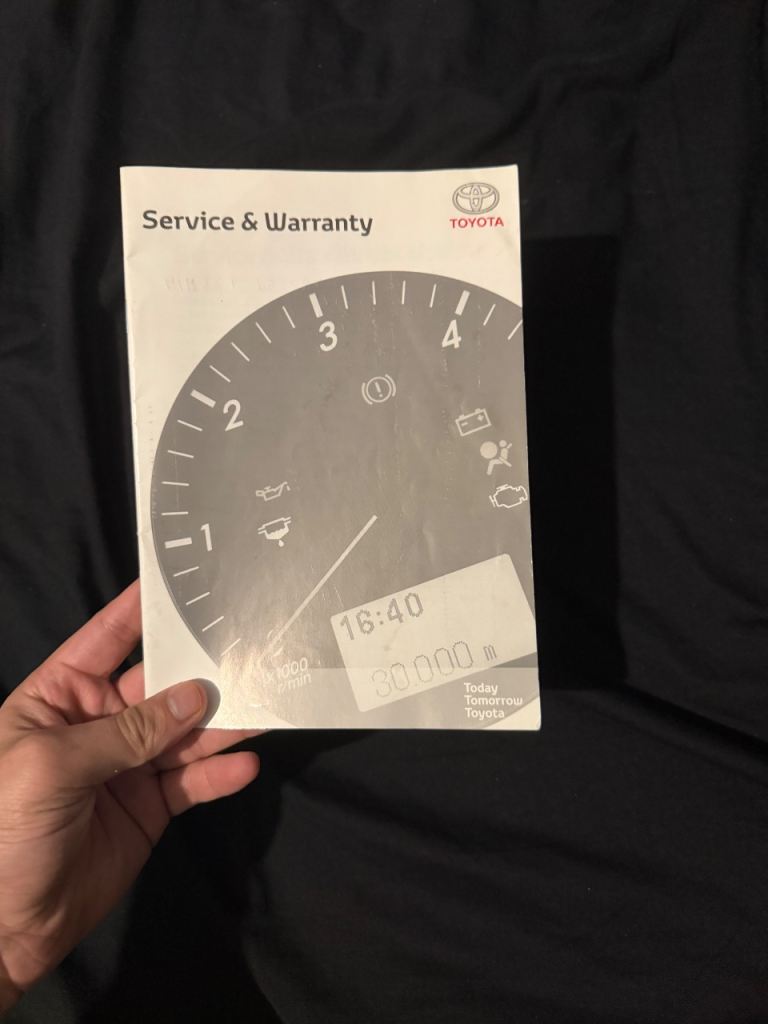 Service & Warranty
TOYOTA
3
4
2
1
16:40
30.000 m
x1000
r/min
Today
Tomorrow
Toyota